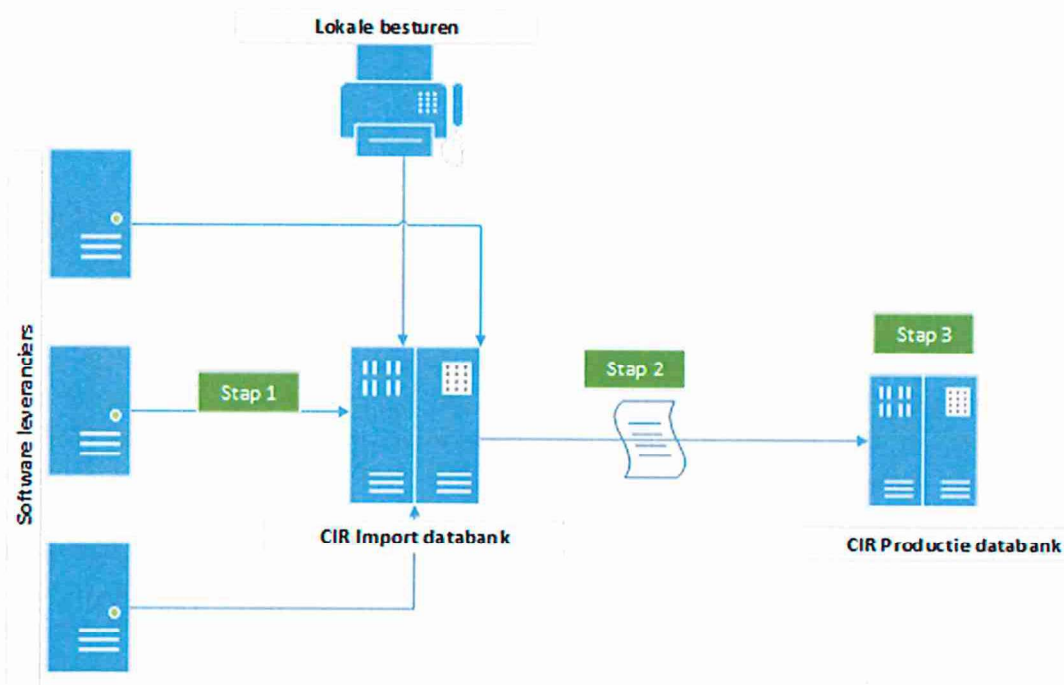 Lokale besturen
Software leveranciers
Stap 1
Stap 2
Stap 3
CIR Import databank
CIR Productie databank